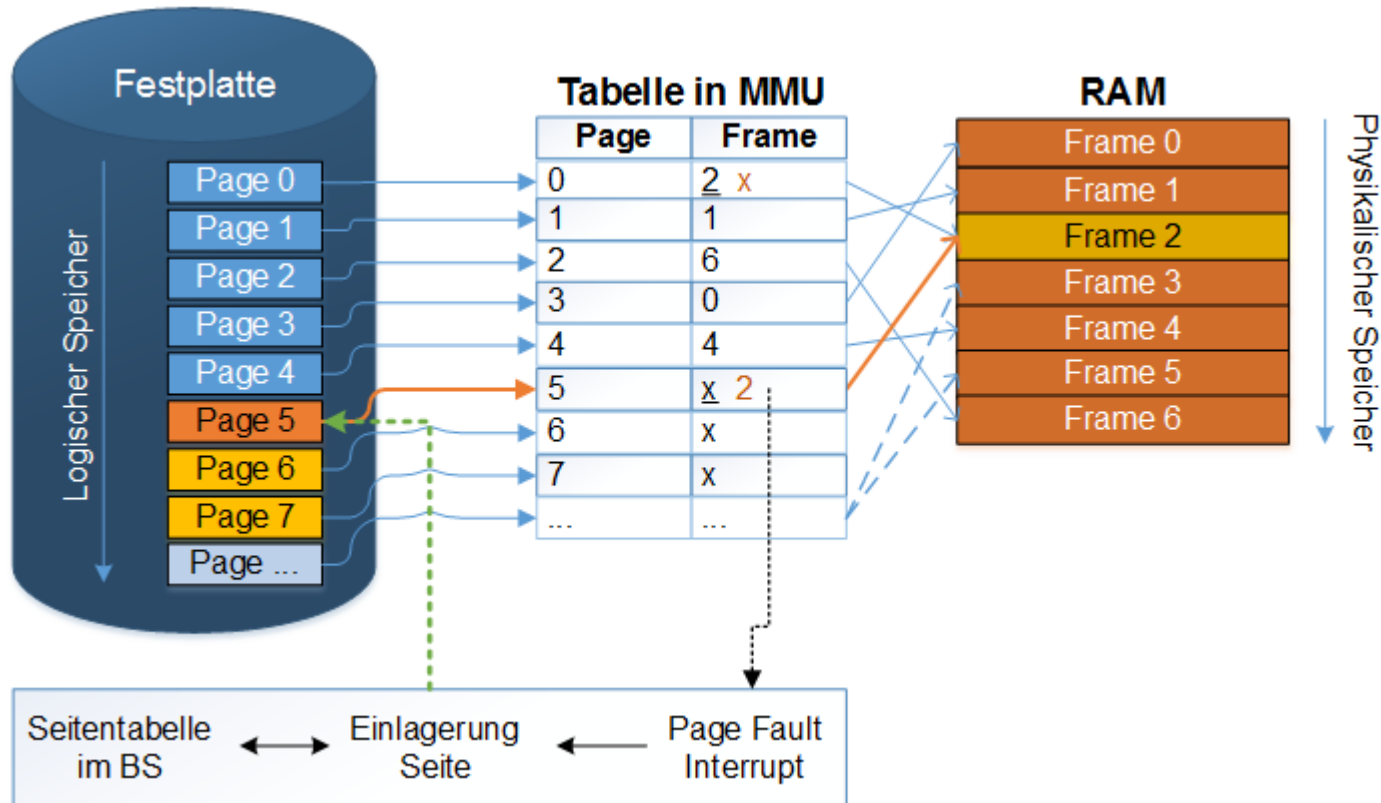 Festplatte
Logischer Speicher
Page 0
Page 1
Page 2
Page 3
Page 4
Page 5
Page 6
Page 7
Page ...
Tabelle in MMU
Page Frame
0 2 x
1 1
2 6
3 0
4 4
5 x 2
6 x
7 x
... ...
RAM
Frame 0
Frame 1
Frame 2
Frame 3
Frame 4
Frame 5
Frame 6
Physikalischer Speicher
Seitentabelle
im BS
Einlagerung
Seite
Page Fault
Interrupt